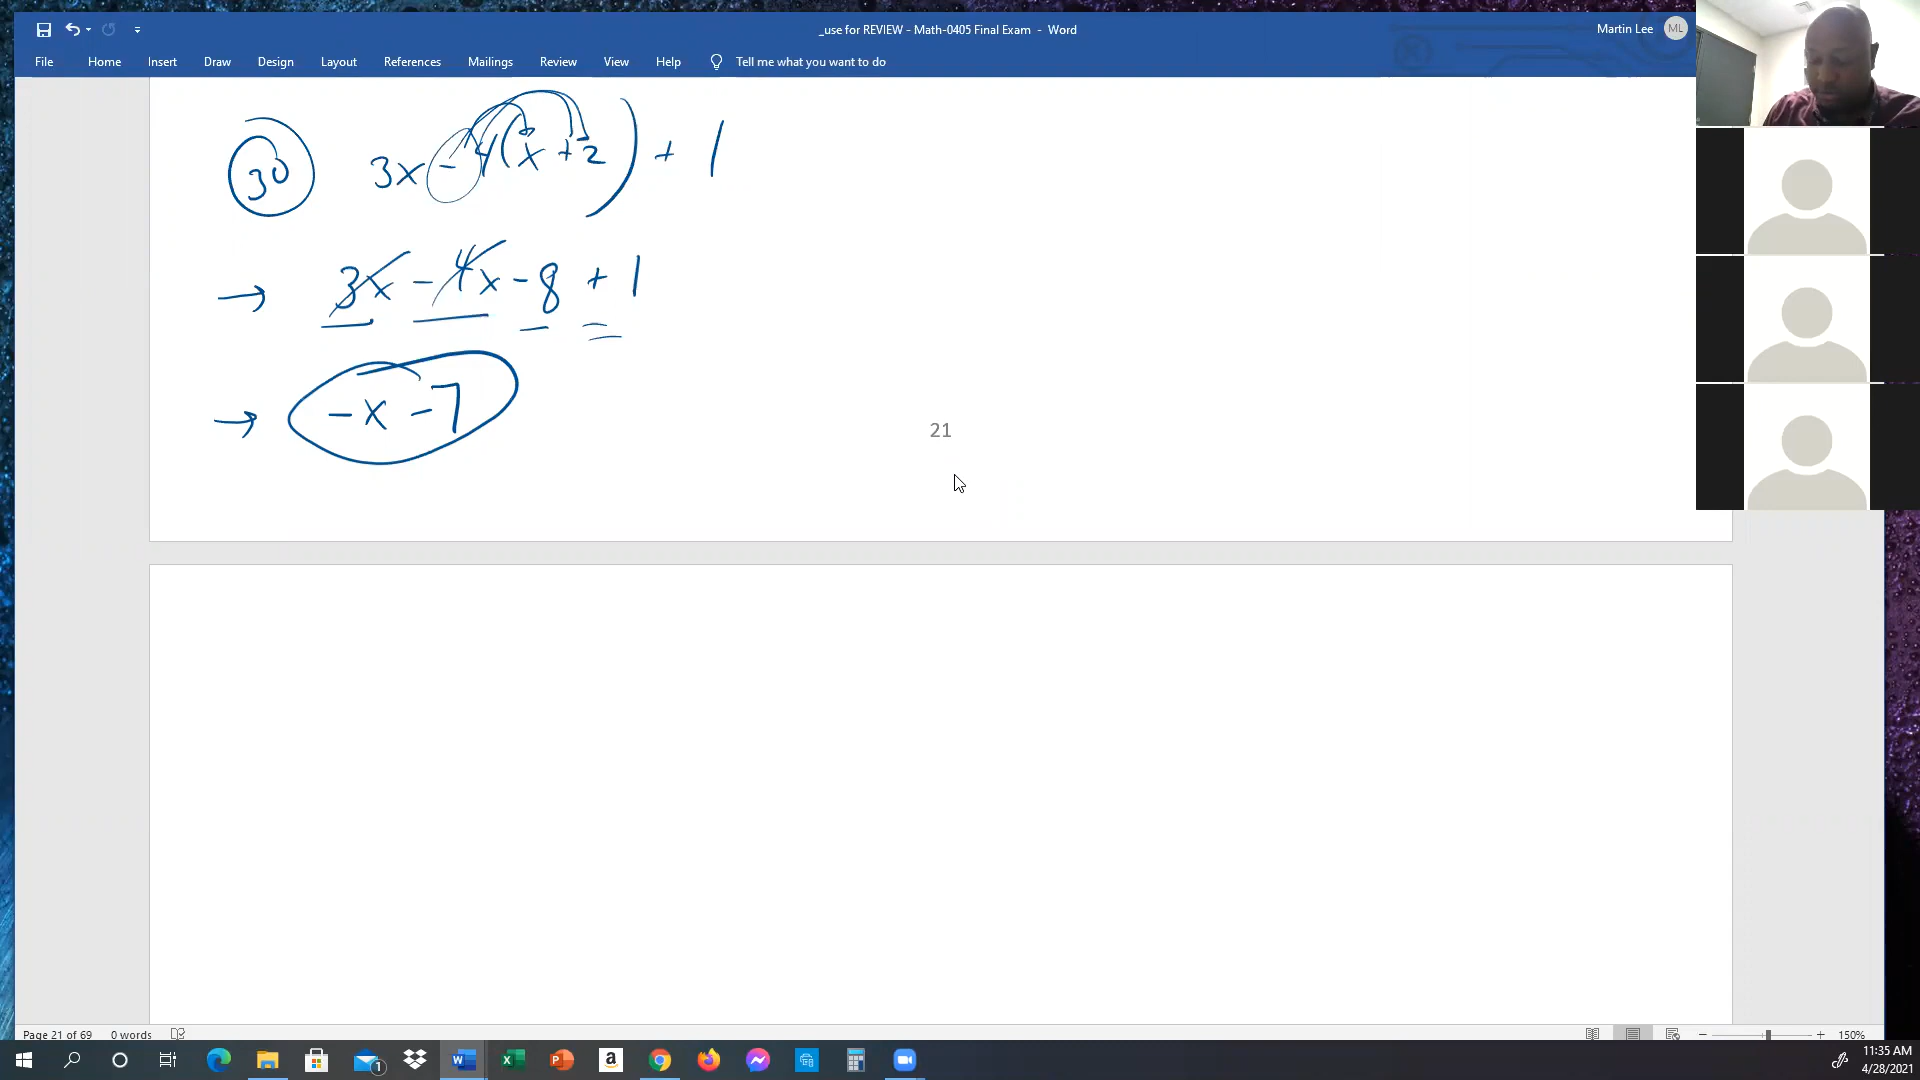 _use for REVIEW - Math-0405 Final Exam - Word
Martin Lee ML
File Home Insert Draw Design Layout References Mailings Review View Help Tell me what you want to do
30 3x - 4(x + 2) + 1
→ 3x - 4x - 8 + 1
→ -x - 7
21
Page 21 of 69 0 words
- + 150%
1
11:35 AM
4/28/2021